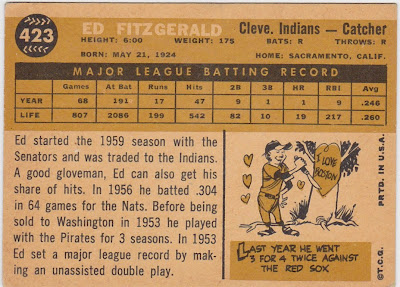 423
ED FITZGERALD
Cleve. Indians — Catcher
HEIGHT: 6:00 WEIGHT: 175 BATS: R THROWS: R
BORN: MAY 21, 1924 HOME: SACRAMENTO, CALIF.
MAJOR LEAGUE BATTING RECORD
Games At Bat Runs Hits 2B 3B HR RBI Avg
YEAR 68 191 17 47 9 1 1 9 .246
LIFE 807 2086 199 542 82 19 10 217 .260
Ed started the 1959 season with the
Senators and was traded to the Indians.
A good gloveman, Ed can also get his
share of hits. In 1956 he batted .304
in 64 games for the Nats. Before being
sold to Washington in 1953 he played
with the Pirates for 3 seasons. In 1953
Ed set a major league record by mak-
ing an unassisted double play.
I LOVE
BOSTON
LAST YEAR HE WENT
3 FOR 4 TWICE AGAINST
THE RED SOX
©T.C.G. PRTD. IN U.S.A.